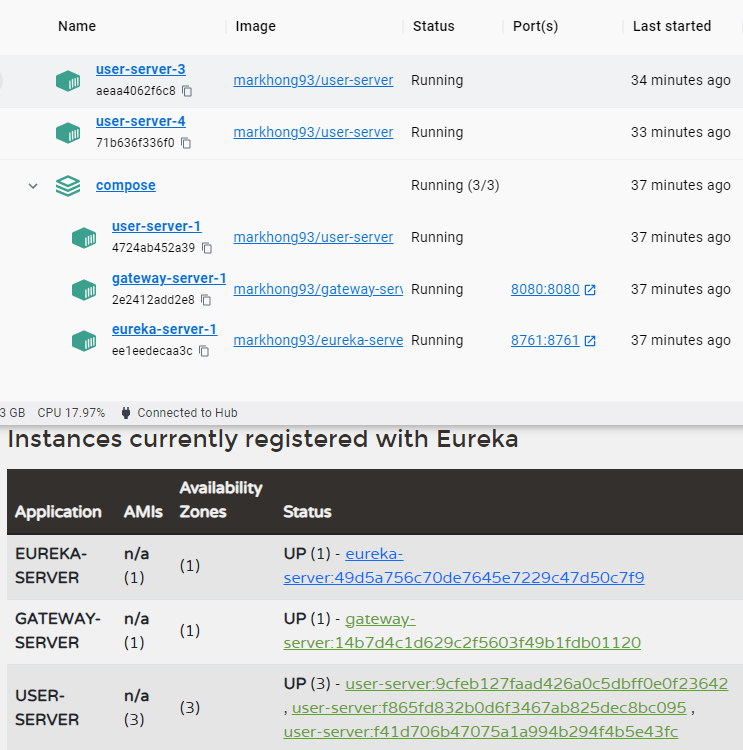 Name Image Status Port(s) Last started
user-server-3
aeaa4062f6c8
markhong93/user-server Running 34 minutes ago
user-server-4
71b636f336f0
markhong93/user-server Running 33 minutes ago
compose Running (3/3) 37 minutes ago
user-server-1
4724ab452a39
markhong93/user-server Running 37 minutes ago
gateway-server-1
2e2412add2e8
markhong93/gateway-serv Running 8080:8080 37 minutes ago
eureka-server-1
ee1eedecaa3c
markhong93/eureka-serve Running 8761:8761 37 minutes ago
3 GB CPU 17.97% Connected to Hub
Instances currently registered with Eureka
Application AMIs Availability Zones Status
EUREKA-SERVER n/a (1) (1) UP (1) - eureka-
server:49d5a756c70de7645e7229c47d50c7f9
GATEWAY-SERVER n/a (1) (1) UP (1) - gateway-
server:14b7d4c1d629c2f5603f49b1fdb01120
USER-SERVER n/a (3) (3) UP (3) - user-server:9cfeb127faad426a0c5dbff0e0f23642
, user-server:f865fd832b0d6f3467ab825dec8bc095 ,
user-server:f41d706b47075a1a994b294f4b5e43fc